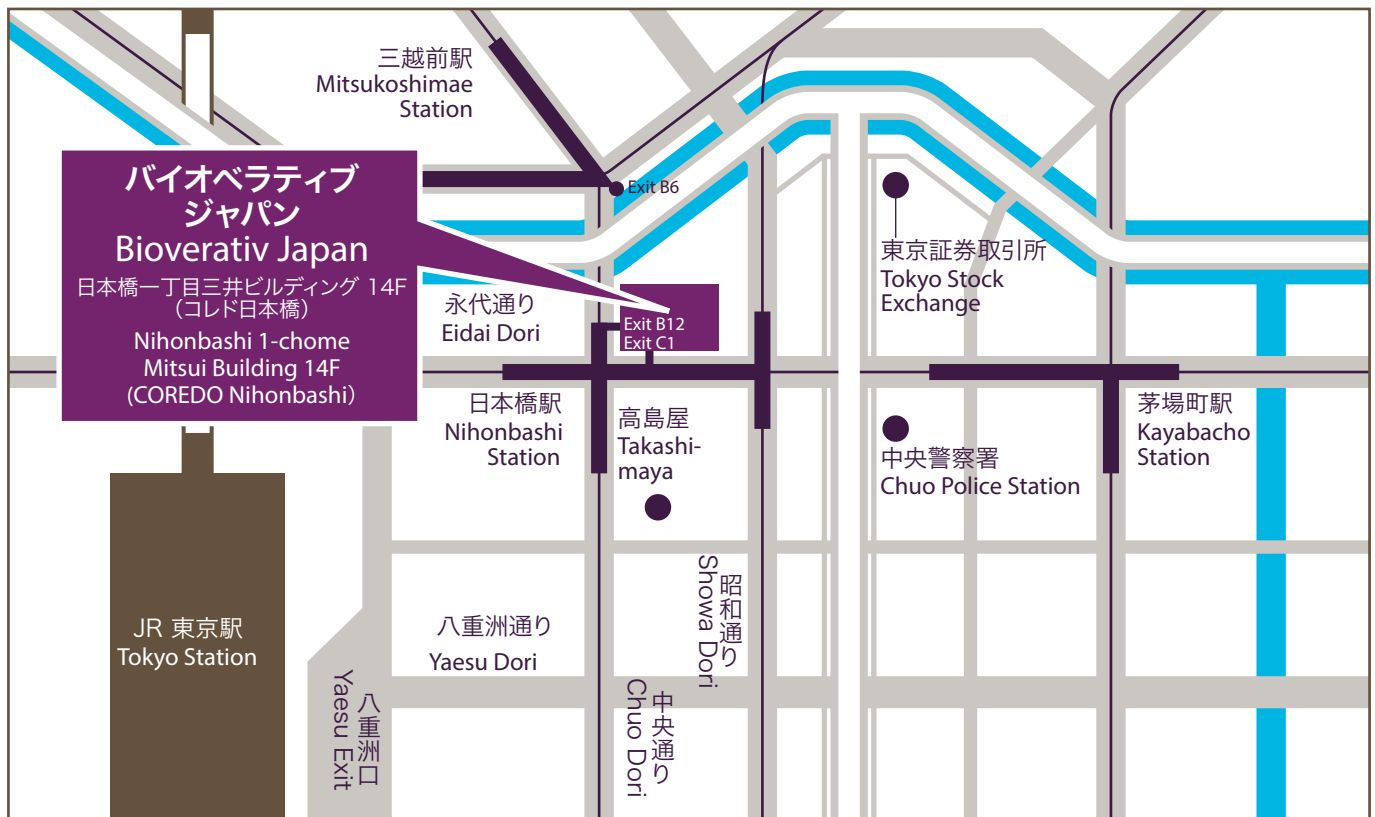 三越前駅
Mitsukoshimae
Station
Exit B6
バイオベラティブ
ジャパン
Bioverativ Japan
日本橋一丁目三井ビルディング 14F
（コレド日本橋）
Nihonbashi 1-chome
Mitsui Building 14F
(COREDO Nihonbashi）
永代通り
Eidai Dori
Exit B12
Exit C1
東京証券取引所
Tokyo Stock
Exchange
日本橋駅
Nihonbashi
Station
高島屋
Takashi-
maya
中央警察署
Chuo Police Station
茅場町駅
Kayabacho
Station
JR 東京駅
Tokyo Station
八重洲通り
Yaesu Dori
昭和通り
Showa Dori
八重洲口
Yaesu Exit
中央通り
Chuo Dori